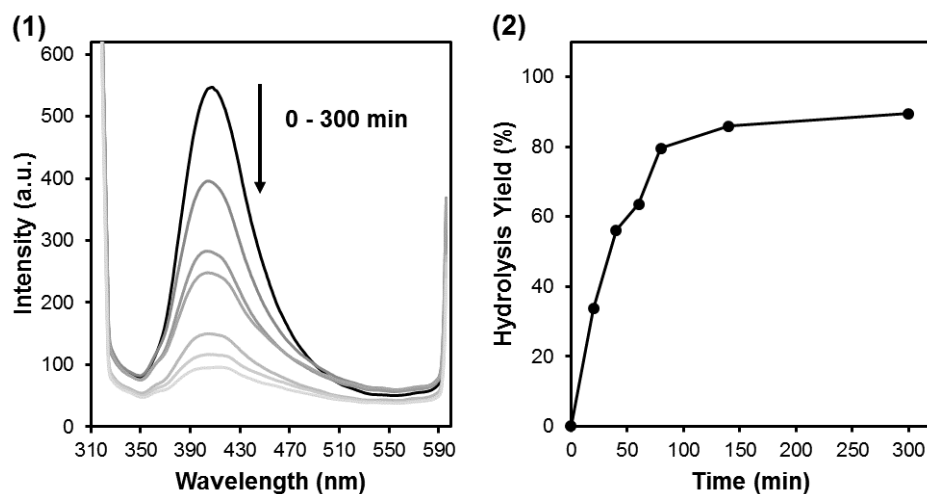 (1)
600
500
400
300
200
100
0
310 350 390 430 470 510 550 590
Intensity (a.u.)
Wavelength (nm)
0 - 300 min
(2)
100
80
60
40
20
0
0 50 100 150 200 250 300
Hydrolysis Yield (%)
Time (min)